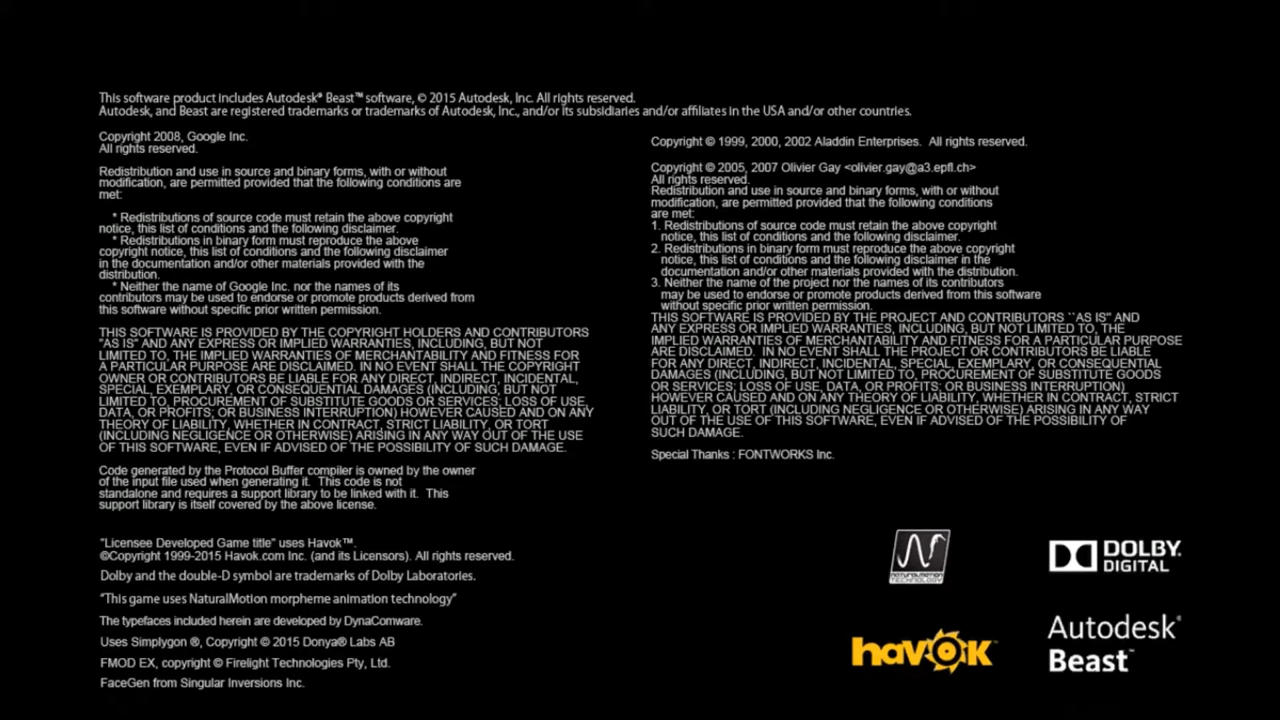 This software product includes Autodesk® Beast™ software, © 2015 Autodesk, Inc. All rights reserved.
Autodesk, and Beast are registered trademarks or trademarks of Autodesk, Inc., and/or its subsidiaries and/or affiliates in the USA and/or other countries.
Copyright 2008, Google Inc.
All rights reserved.
Redistribution and use in source and binary forms, with or without
modification, are permitted provided that the following conditions are
met:
* Redistributions of source code must retain the above copyright
notice, this list of conditions and the following disclaimer.
* Redistributions in binary form must reproduce the above
copyright notice, this list of conditions and the following disclaimer
in the documentation and/or other materials provided with the
distribution.
* Neither the name of Google Inc. nor the names of its
contributors may be used to endorse or promote products derived from
this software without specific prior written permission.
THIS SOFTWARE IS PROVIDED BY THE COPYRIGHT HOLDERS AND CONTRIBUTORS
"AS IS" AND ANY EXPRESS OR IMPLIED WARRANTIES, INCLUDING, BUT NOT
LIMITED TO, THE IMPLIED WARRANTIES OF MERCHANTABILITY AND FITNESS FOR
A PARTICULAR PURPOSE ARE DISCLAIMED. IN NO EVENT SHALL THE COPYRIGHT
OWNER OR CONTRIBUTORS BE LIABLE FOR ANY DIRECT, INDIRECT, INCIDENTAL,
SPECIAL, EXEMPLARY, OR CONSEQUENTIAL DAMAGES (INCLUDING, BUT NOT
LIMITED TO, PROCUREMENT OF SUBSTITUTE GOODS OR SERVICES; LOSS OF USE,
DATA, OR PROFITS; OR BUSINESS INTERRUPTION) HOWEVER CAUSED AND ON ANY
THEORY OF LIABILITY, WHETHER IN CONTRACT, STRICT LIABILITY, OR TORT
(INCLUDING NEGLIGENCE OR OTHERWISE) ARISING IN ANY WAY OUT OF THE USE
OF THIS SOFTWARE, EVEN IF ADVISED OF THE POSSIBILITY OF SUCH DAMAGE.
Code generated by the Protocol Buffer compiler is owned by the owner
of the input file used when generating it. This code is not
standalone and requires a support library to be linked with it. This
support library is itself covered by the above license.
"Licensee Developed Game title" uses Havok™.
©Copyright 1999-2015 Havok.com Inc. (and its Licensors). All rights reserved.
Dolby and the double-D symbol are trademarks of Dolby Laboratories.
"This game uses NaturalMotion morpheme animation technology"
The typefaces included herein are developed by DynaComware.
Uses Simplygon ®, Copyright © 2015 Donya® Labs AB
FMOD EX, copyright © Firelight Technologies Pty, Ltd.
FaceGen from Singular Inversions Inc.
Copyright © 1999, 2000, 2002 Aladdin Enterprises. All rights reserved.
Copyright © 2005, 2007 Olivier Gay <olivier.gay@a3.epfl.ch>
All rights reserved.
Redistribution and use in source and binary forms, with or without
modification, are permitted provided that the following conditions
are met:
1. Redistributions of source code must retain the above copyright
notice, this list of conditions and the following disclaimer.
2. Redistributions in binary form must reproduce the above copyright
notice, this list of conditions and the following disclaimer in the
documentation and/or other materials provided with the distribution.
3. Neither the name of the project nor the names of its contributors
may be used to endorse or promote products derived from this software
without specific prior written permission.
THIS SOFTWARE IS PROVIDED BY THE PROJECT AND CONTRIBUTORS ``AS IS'' AND
ANY EXPRESS OR IMPLIED WARRANTIES, INCLUDING, BUT NOT LIMITED TO, THE
IMPLIED WARRANTIES OF MERCHANTABILITY AND FITNESS FOR A PARTICULAR PURPOSE
ARE DISCLAIMED. IN NO EVENT SHALL THE PROJECT OR CONTRIBUTORS BE LIABLE
FOR ANY DIRECT, INDIRECT, INCIDENTAL, SPECIAL, EXEMPLARY, OR CONSEQUENTIAL
DAMAGES (INCLUDING, BUT NOT LIMITED TO, PROCUREMENT OF SUBSTITUTE GOODS
OR SERVICES; LOSS OF USE, DATA, OR PROFITS; OR BUSINESS INTERRUPTION)
HOWEVER CAUSED AND ON ANY THEORY OF LIABILITY, WHETHER IN CONTRACT, STRICT
LIABILITY, OR TORT (INCLUDING NEGLIGENCE OR OTHERWISE) ARISING IN ANY WAY
OUT OF THE USE OF THIS SOFTWARE, EVEN IF ADVISED OF THE POSSIBILITY OF
SUCH DAMAGE.
Special Thanks : FONTWORKS Inc.
NATURALMOTION
TECHNOLOGY
DOLBY
DIGITAL
havok™
Autodesk®
Beast™